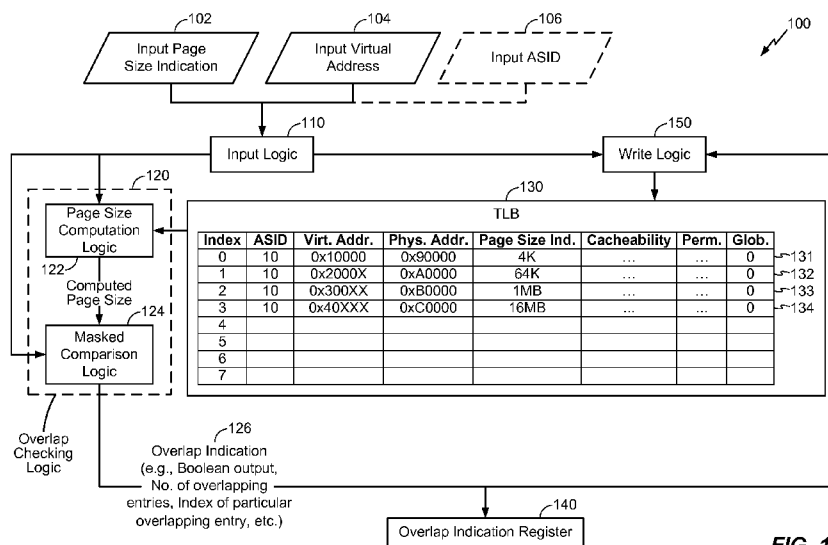 102
104
106
100
Input Page
Size Indication
Input Virtual
Address
Input ASID
110
150
Input Logic
Write Logic
120
130
Page Size
Computation
Logic
122
Computed
Page Size
124
Masked
Comparison
Logic
Overlap
Checking
Logic
TLB
Index ASID Virt. Addr. Phys. Addr. Page Size Ind. Cacheability Perm. Glob.
0 10 0x10000 0x90000 4K ... ... 0 131
1 10 0x2000X 0xA0000 64K ... ... 0 132
2 10 0x300XX 0xB0000 1MB ... ... 0 133
3 10 0x40XXX 0xC0000 16MB ... ... 0 134
4
5
6
7
126
Overlap Indication
(e.g., Boolean output,
No. of overlapping
entries, Index of particular
overlapping entry, etc.)
140
Overlap Indication Register
FIG. 1